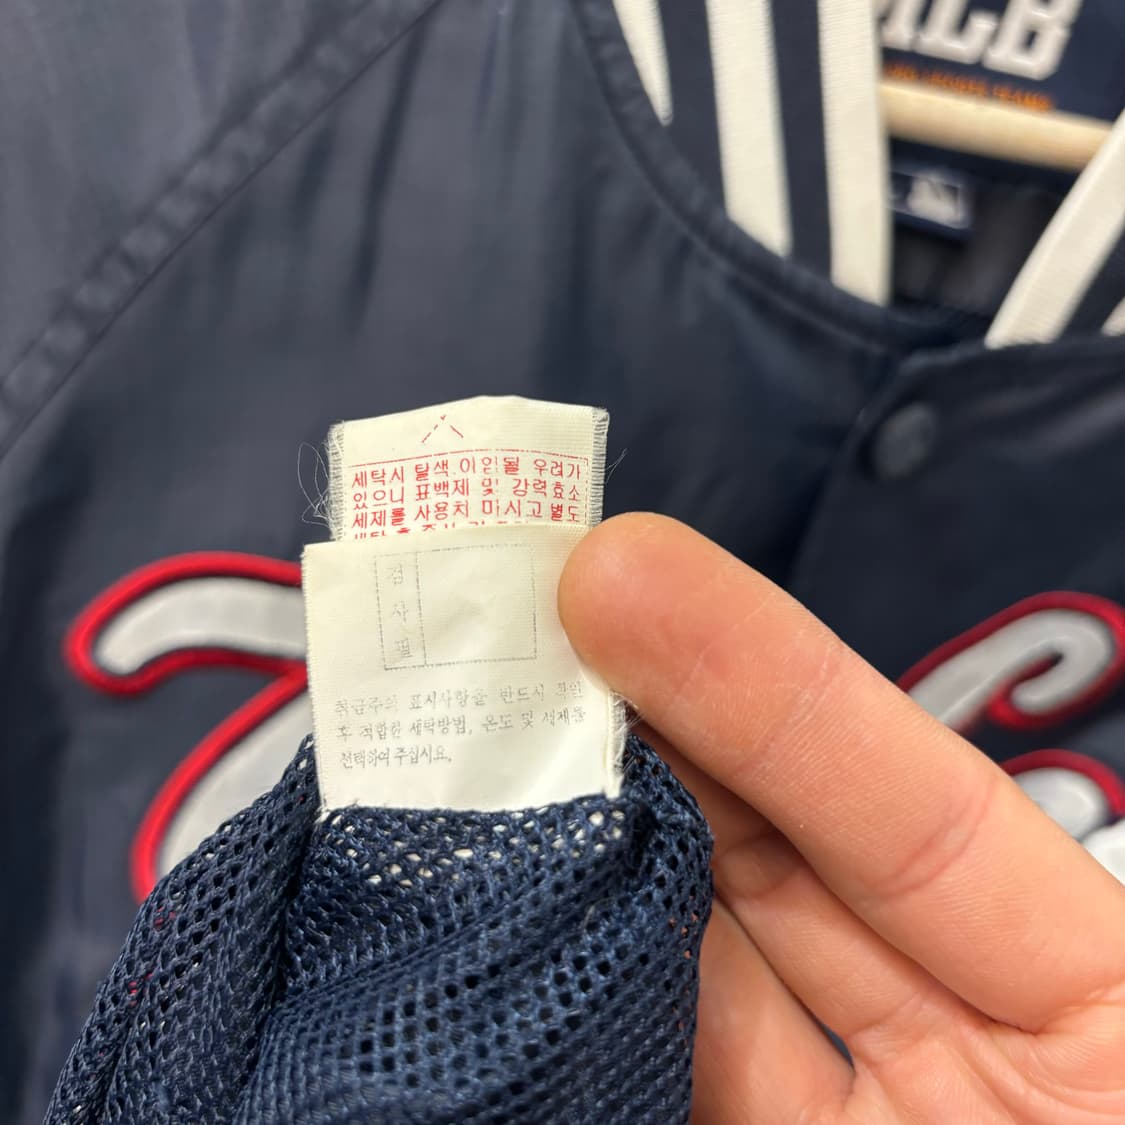 MLB
세탁시 탈색.이염될 우려가
있으니 표백제 및 강력효소
세제를 사용치 마시고 별도
검
사
필
취급주의 표시사항을 반드시 확인
후 적합한 세탁방법, 온도 및 세제를
선택하여 주십시요.